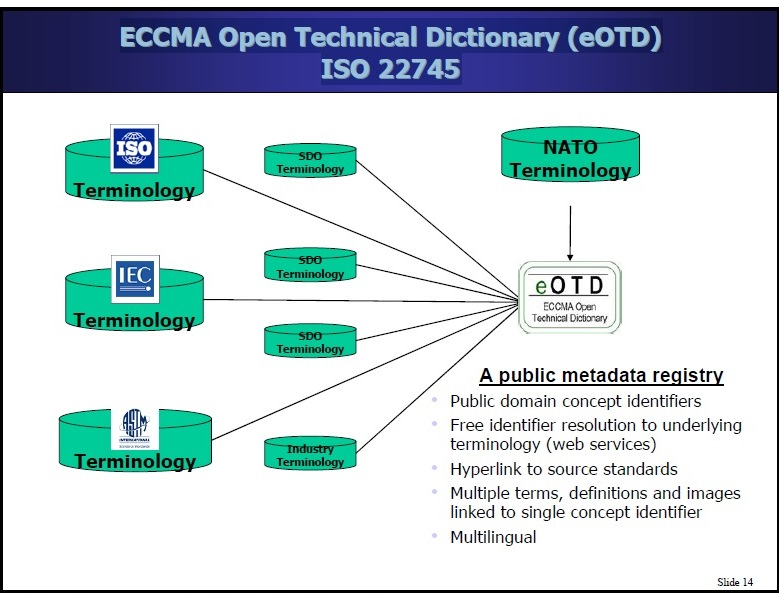 ECCMA Open Technical Dictionary (eOTD)
ISO 22745
ISO
Terminology
SDO
Terminology
NATO
Terminology
IEC
Terminology
SDO
Terminology
eOTD
ECCMA Open
Technical Dictionary
SDO
Terminology
ASTM
INTERNATIONAL
Terminology
Industry
Terminology
A public metadata registry
• Public domain concept identifiers
• Free identifier resolution to underlying
terminology (web services)
• Hyperlink to source standards
• Multiple terms, definitions and images
linked to single concept identifier
• Multilingual
Slide 14